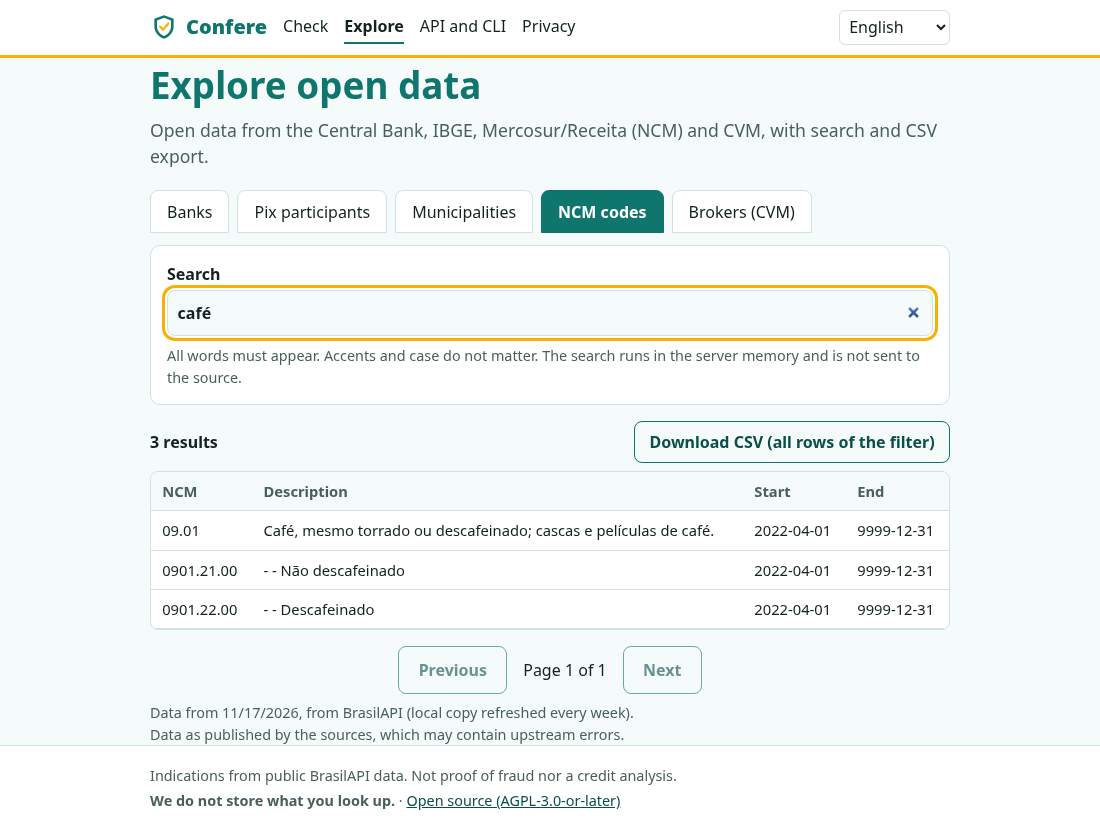 Confere Check Explore API and CLI Privacy English
Explore open data
Open data from the Central Bank, IBGE, Mercosur/Receita (NCM) and CVM, with search and CSV
export.
Banks Pix participants Municipalities NCM codes Brokers (CVM)
Search
café
All words must appear. Accents and case do not matter. The search runs in the server memory and is not sent to
the source.
3 results Download CSV (all rows of the filter)
NCM Description Start End
09.01 Café, mesmo torrado ou descafeinado; cascas e películas de café. 2022-04-01 9999-12-31
0901.21.00 - - Não descafeinado 2022-04-01 9999-12-31
0901.22.00 - - Descafeinado 2022-04-01 9999-12-31
Previous Page 1 of 1 Next
Data from 11/17/2026, from BrasilAPI (local copy refreshed every week).
Data as published by the sources, which may contain upstream errors.
Indications from public BrasilAPI data. Not proof of fraud nor a credit analysis.
We do not store what you look up. · Open source (AGPL-3.0-or-later)